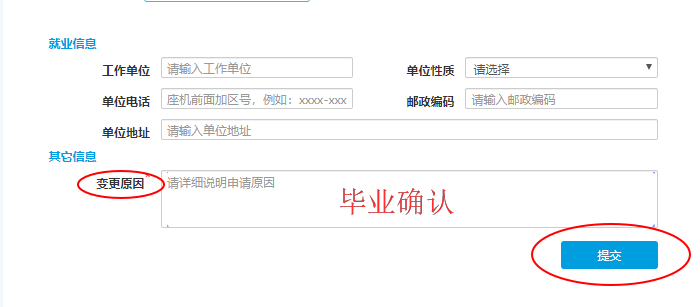 就业信息
工作单位 请输入工作单位 单位性质 请选择
单位电话 座机前面加区号，例如：xxxx-xxx 邮政编码 请输入邮政编码
单位地址 请输入单位地址
其它信息
变更原因* 请详细说明申请原因
毕业确认
提交